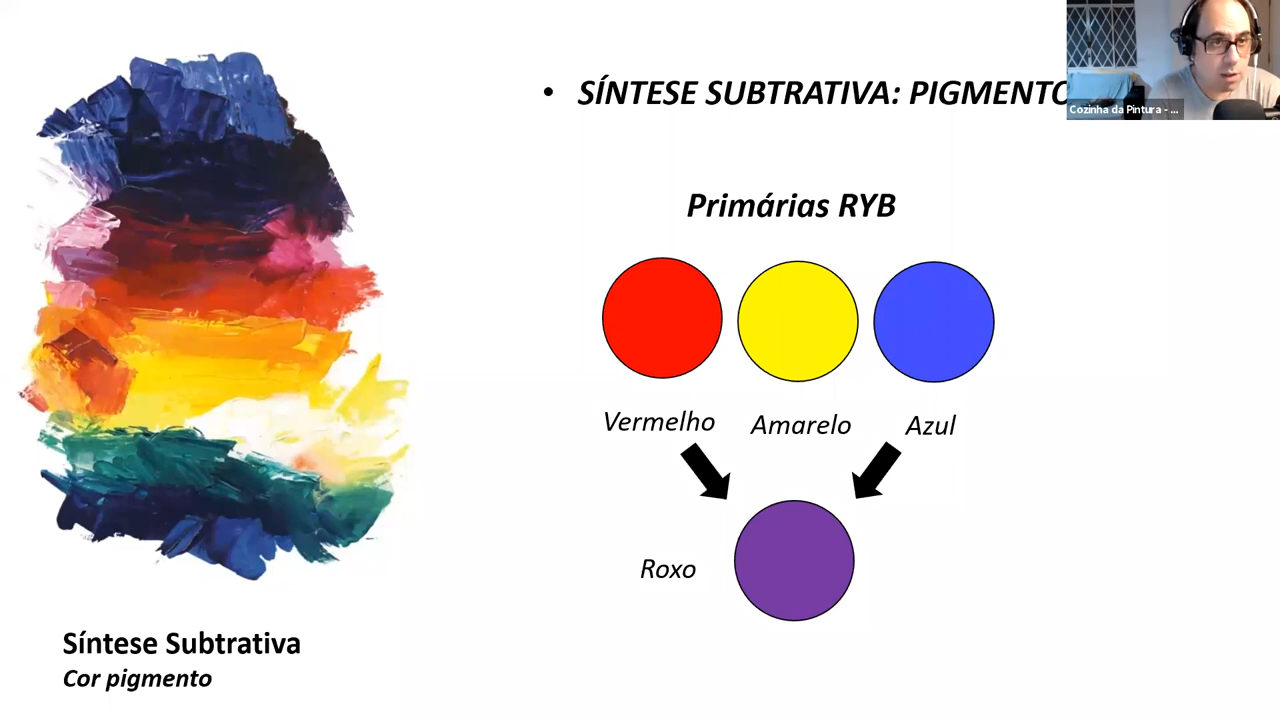 • SÍNTESE SUBTRATIVA: PIGMENTO
Cozinha da Pintura - ...
Primárias RYB
Vermelho
Amarelo
Azul
Roxo
Síntese Subtrativa
Cor pigmento